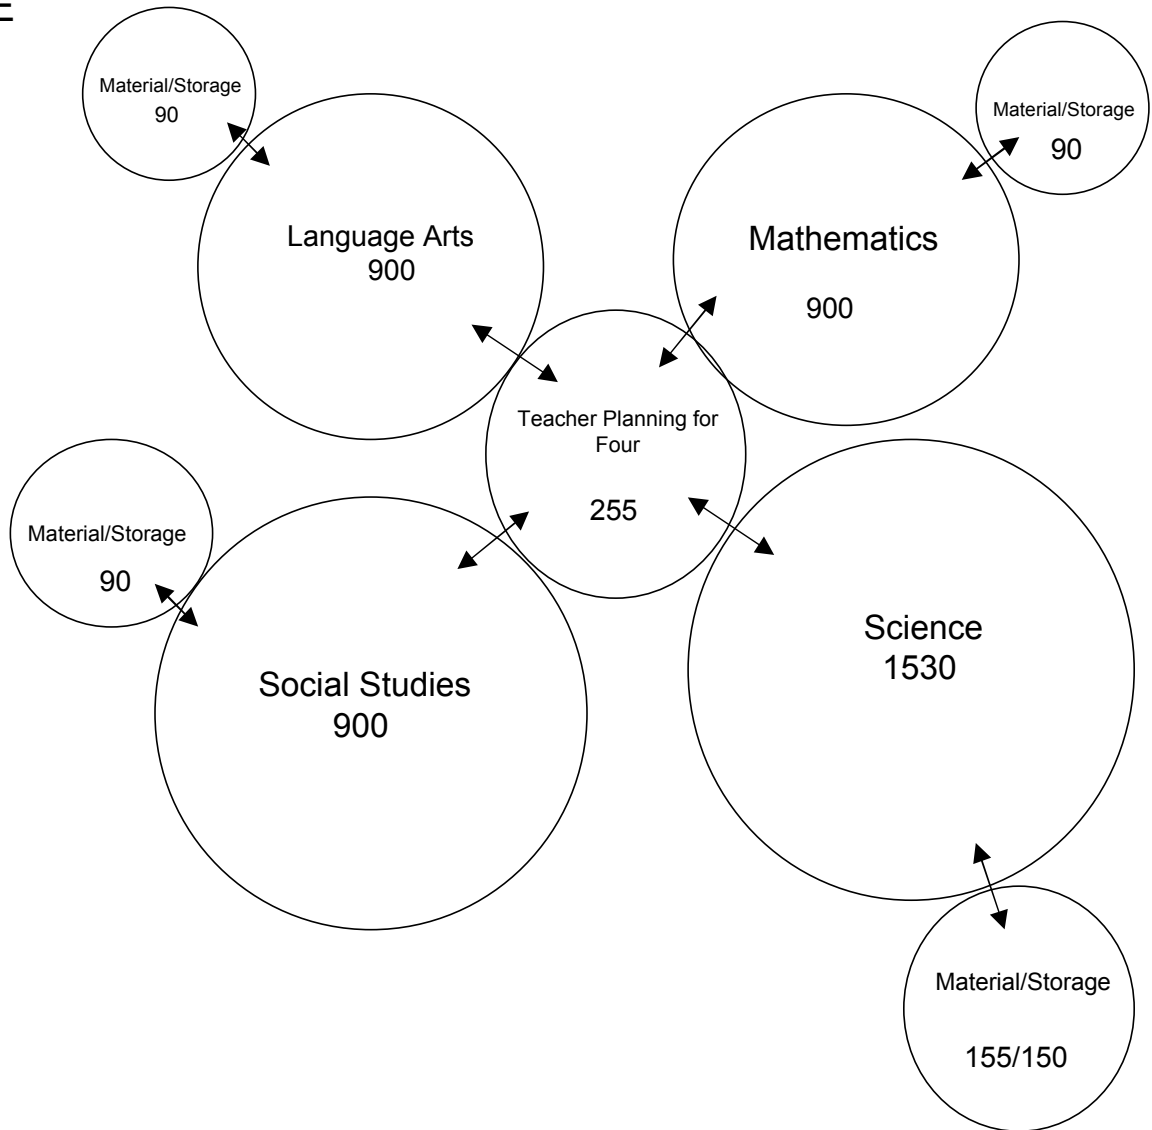 E
Material/Storage
90
Material/Storage
90
Language Arts
900
Mathematics
900
Teacher Planning for
Four
255
Material/Storage
90
Science
1530
Social Studies
900
Material/Storage
155/150